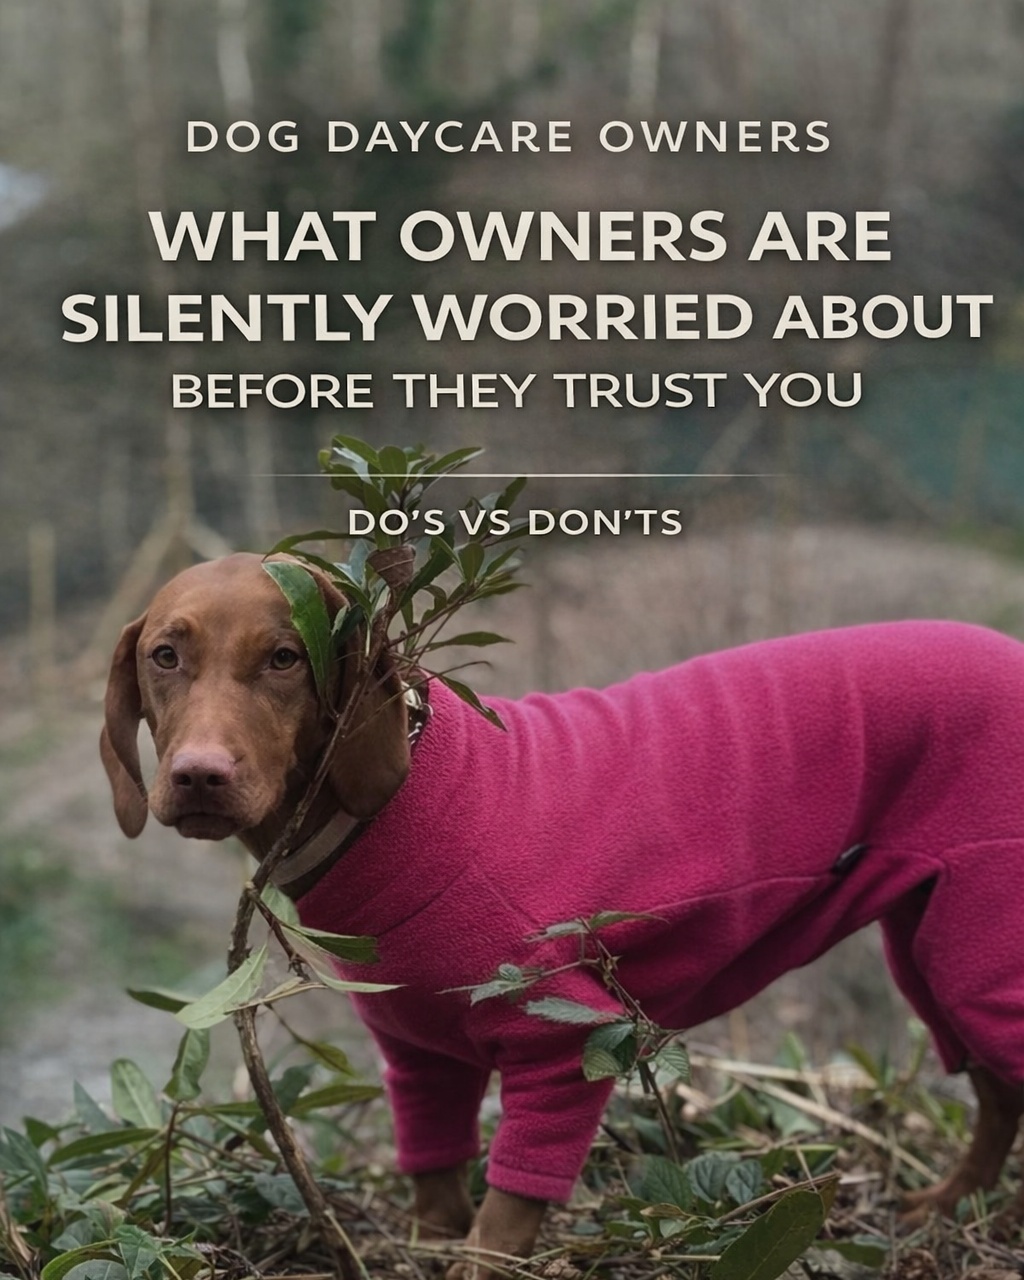 DOG DAYCARE OWNERS
WHAT OWNERS ARE
SILENTLY WORRIED ABOUT
BEFORE THEY TRUST YOU
DO’S VS DON’TS